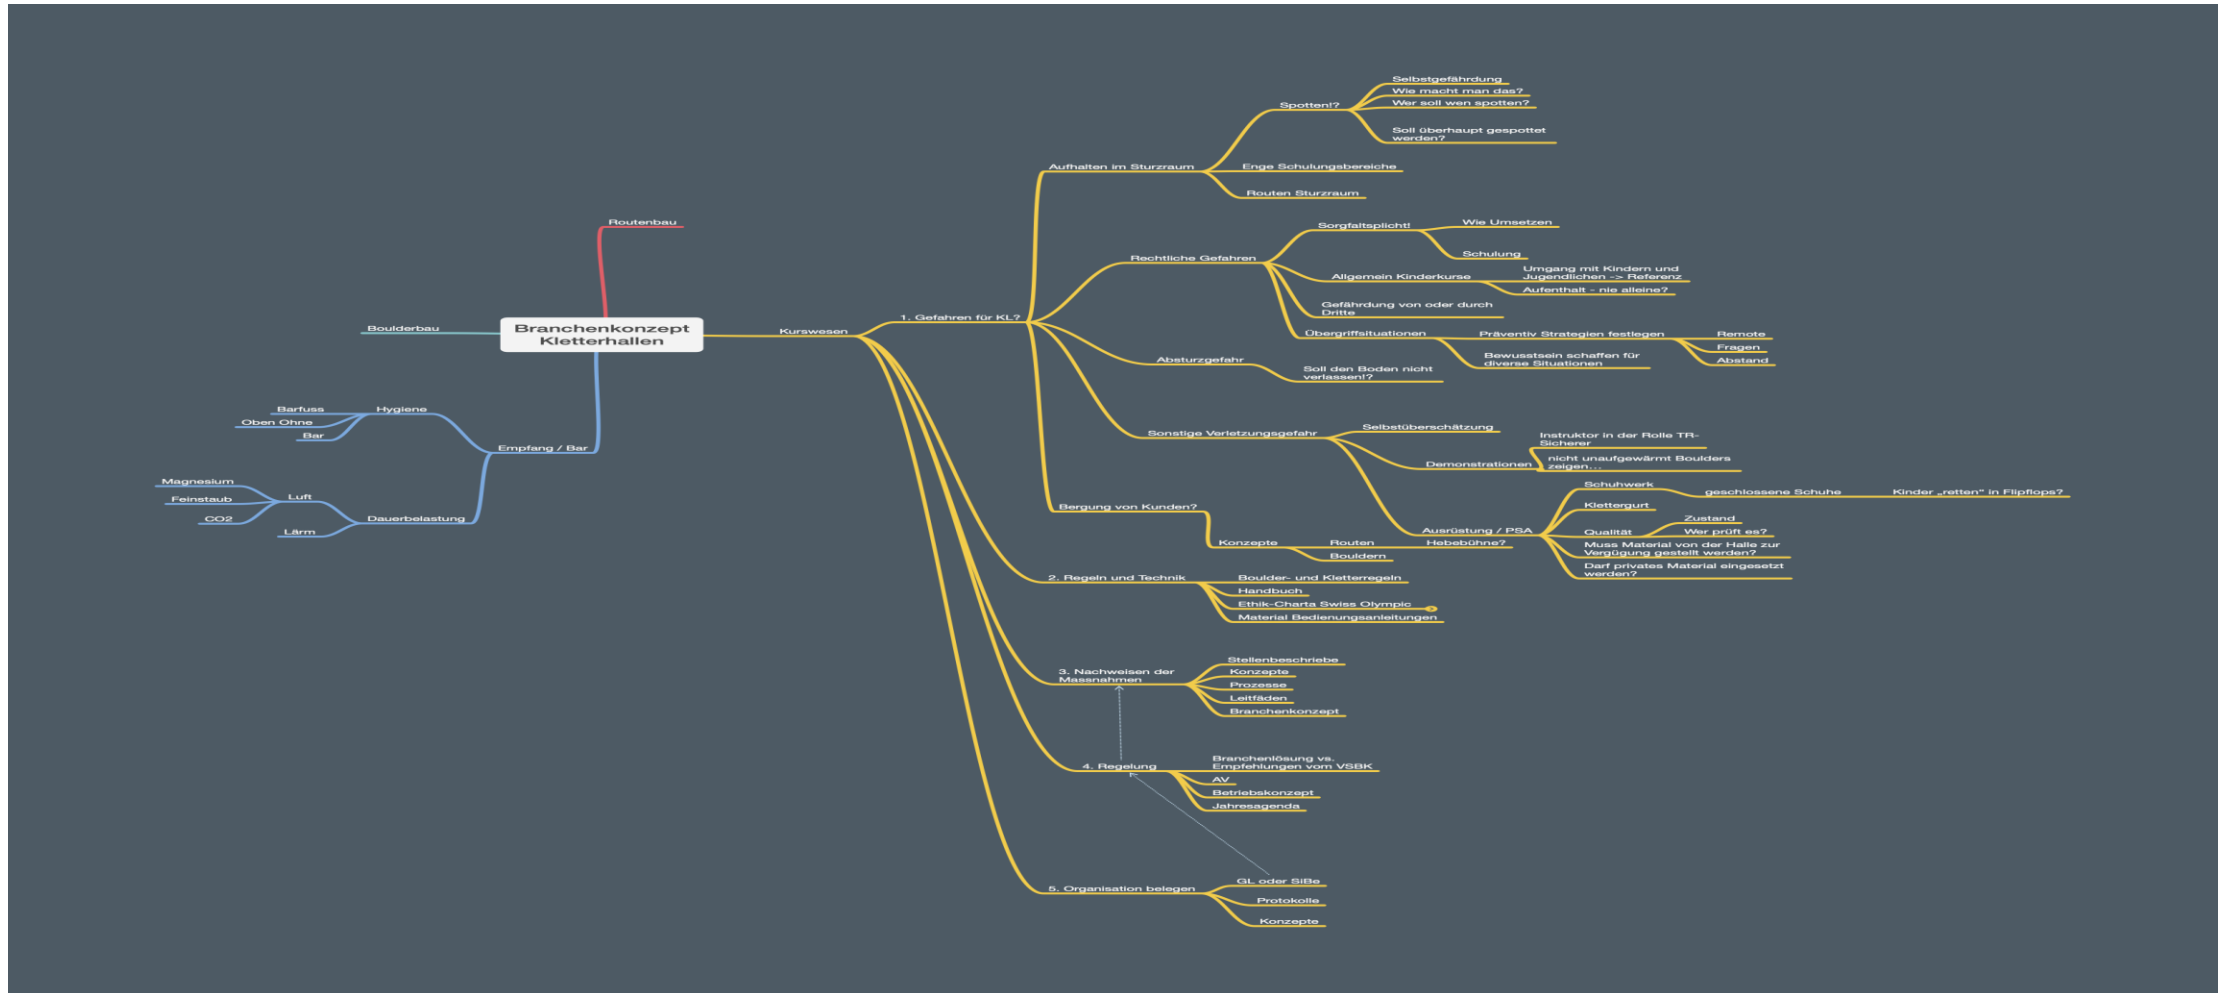 Branchenkonzept
Kletterhallen
Routenbau
Boulderbau
Empfang / Bar
Hygiene
Barfuss
Oben Ohne
Bar
Dauerbelastung
Luft
Magnesium
Feinstaub
CO2
Lärm
Kurswesen
1. Gefahren für KL?
Aufhalten im Sturzraum
Spotten!?
Selbstgefährdung
Wie macht man das?
Wer soll wen spotten?
Soll überhaupt gespottet
werden?
Enge Schulungsbereiche
Routen Sturzraum
Rechtliche Gefahren
Sorgfaltsplicht!
Wie Umsetzen
Schulung
Allgemein Kinderkurse
Umgang mit Kindern und
Jugendlichen -> Referenz
Aufenthalt - nie alleine?
Gefährdung von oder durch
Dritte
Übergriffsituationen
Präventiv Strategien festlegen
Remote
Fragen
Abstand
Bewusstsein schaffen für
diverse Situationen
Absturzgefahr
Soll den Boden nicht
verlassen!?
Sonstige Verletzungsgefahr
Selbstüberschätzung
Demonstrationen
Instruktor in der Rolle TR-
Sicherer
nicht unaufgewärmt Boulders
zeigen...
Ausrüstung / PSA
Schuhwerk
geschlossene Schuhe
Kinder „retten“ in Flipflops?
Klettergurt
Qualität
Zustand
Wer prüft es?
Muss Material von der Halle zur
Vergügung gestellt werden?
Darf privates Material eingesetzt
werden?
Bergung von Kunden?
Konzepte
Routen
Hebebühne?
Bouldern
2. Regeln und Technik
Boulder- und Kletterregeln
Handbuch
Ethik-Charta Swiss Olympic
Material Bedienungsanleitungen
3. Nachweisen der
Massnahmen
Stellenbeschriebe
Konzepte
Prozesse
Leitfäden
Branchenkonzept
4. Regelung
Branchenlösung vs.
Empfehlungen vom VSBK
AV
Betriebskonzept
Jahresagenda
5. Organisation belegen
GL oder SiBe
Protokolle
Konzepte